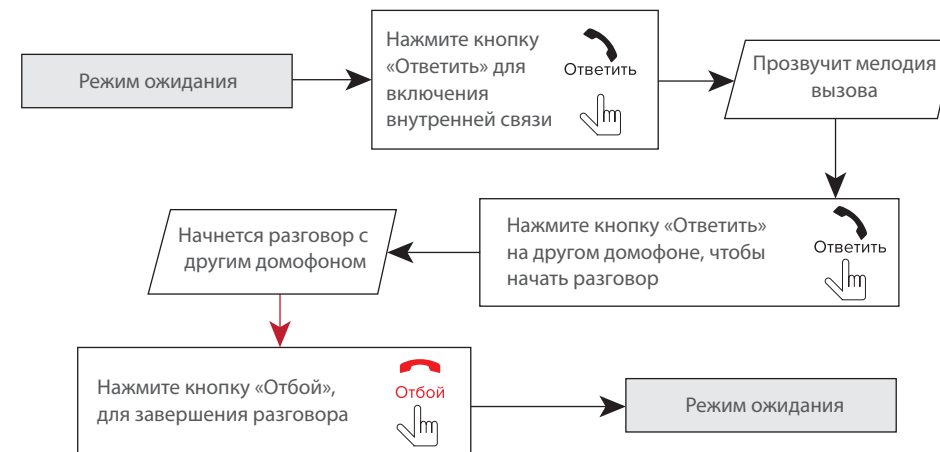 Режим ожидания
Нажмите кнопку
«Ответить» для
включения
внутренней связи
Ответить
Прозвучит мелодия
вызова
Нажмите кнопку «Ответить»
на другом домофоне, чтобы
начать разговор
Ответить
Начнется разговор с
другим домофоном
Нажмите кнопку «Отбой»,
для завершения разговора
Отбой
Режим ожидания